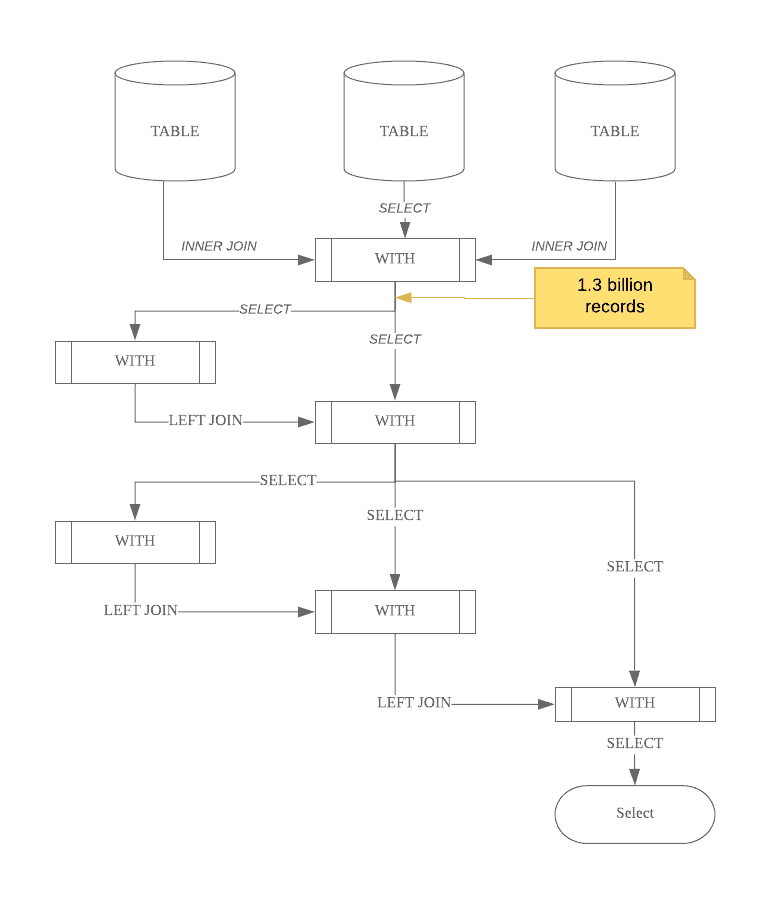 TABLE
TABLE
TABLE
SELECT
INNER JOIN
INNER JOIN
WITH
1.3 billion
records
SELECT
SELECT
WITH
LEFT JOIN
WITH
SELECT
SELECT
WITH
SELECT
LEFT JOIN
WITH
LEFT JOIN
WITH
SELECT
Select